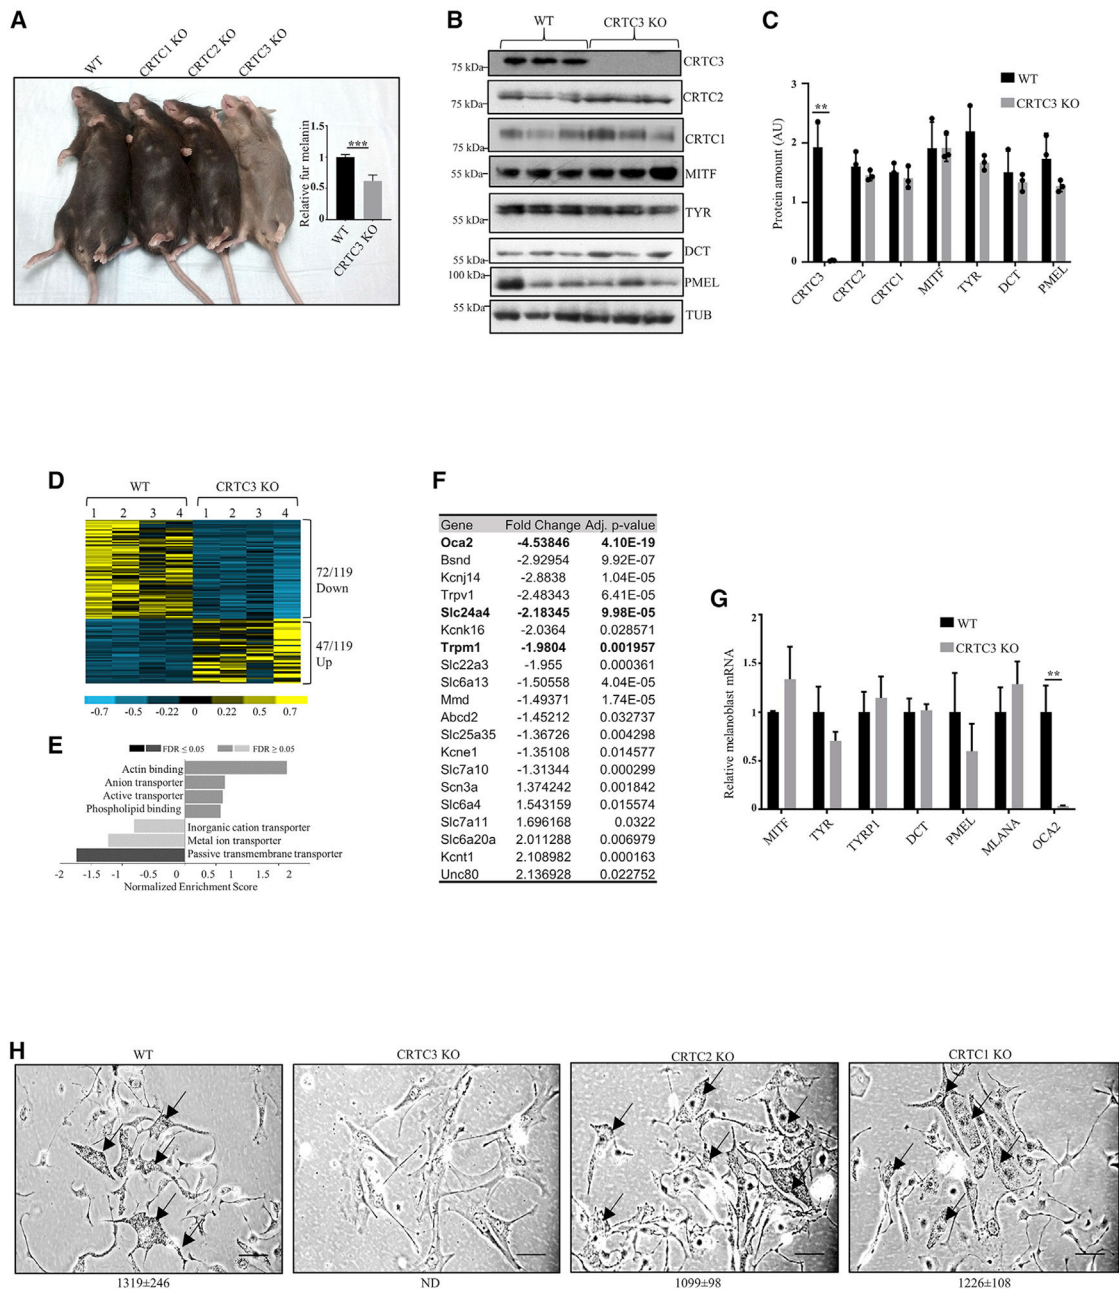 A
WT
CRTC1 KO
CRTC2 KO
CRTC3 KO
Relative fur melanin
1.5
1
0.5
0
***
WT
CRTC3 KO
B
WT
CRTC3 KO
75 kDa
CRTC3
75 kDa
CRTC2
75 kDa
CRTC1
55 kDa
MITF
55 kDa
TYR
55 kDa
DCT
100 kDa
PMEL
55 kDa
TUB
C
WT
CRTC3 KO
Protein amount (AU)
3
2
1
0
**
CRTC3
CRTC2
CRTC1
MITF
TYR
DCT
PMEL
D
WT
CRTC3 KO
1 2 3 4 1 2 3 4
72/119
Down
47/119
Up
-0.7 -0.5 -0.22 0 0.22 0.5 0.7
E
FDR ≤ 0.05 FDR ≥ 0.05
Actin binding
Anion transporter
Active transporter
Phospholipid binding
Inorganic cation transporter
Metal ion transporter
Passive transmembrane transporter
-2 -1.5 -1 -0.5 0 0.5 1 1.5 2
Normalized Enrichment Score
F
Gene Fold Change Adj. p-value
Oca2 -4.53846 4.10E-19
Bsnd -2.92954 9.92E-07
Kcnj14 -2.8838 1.04E-05
Trpv1 -2.48343 6.41E-05
Slc24a4 -2.18345 9.98E-05
Kcnk16 -2.0364 0.028571
Trpm1 -1.9804 0.001957
Slc22a3 -1.955 0.000361
Slc6a13 -1.50558 4.04E-05
Mmd -1.49371 1.74E-05
Abcd2 -1.45212 0.032737
Slc25a35 -1.36726 0.004298
Kcne1 -1.35108 0.014577
Slc7a10 -1.31344 0.000299
Scn3a 1.374242 0.001842
Slc6a4 1.543159 0.015574
Slc7a11 1.696168 0.0322
Slc6a20a 2.011288 0.006979
Kcnt1 2.108982 0.000163
Unc80 2.136928 0.022752
G
WT
CRTC3 KO
Relative melanoblast mRNA
2
1.5
1
0.5
0
**
MITF
TYR
TYRP1
DCT
PMEL
MLANA
OCA2
H
WT
CRTC3 KO
CRTC2 KO
CRTC1 KO
1319±246
ND
1099±98
1226±108